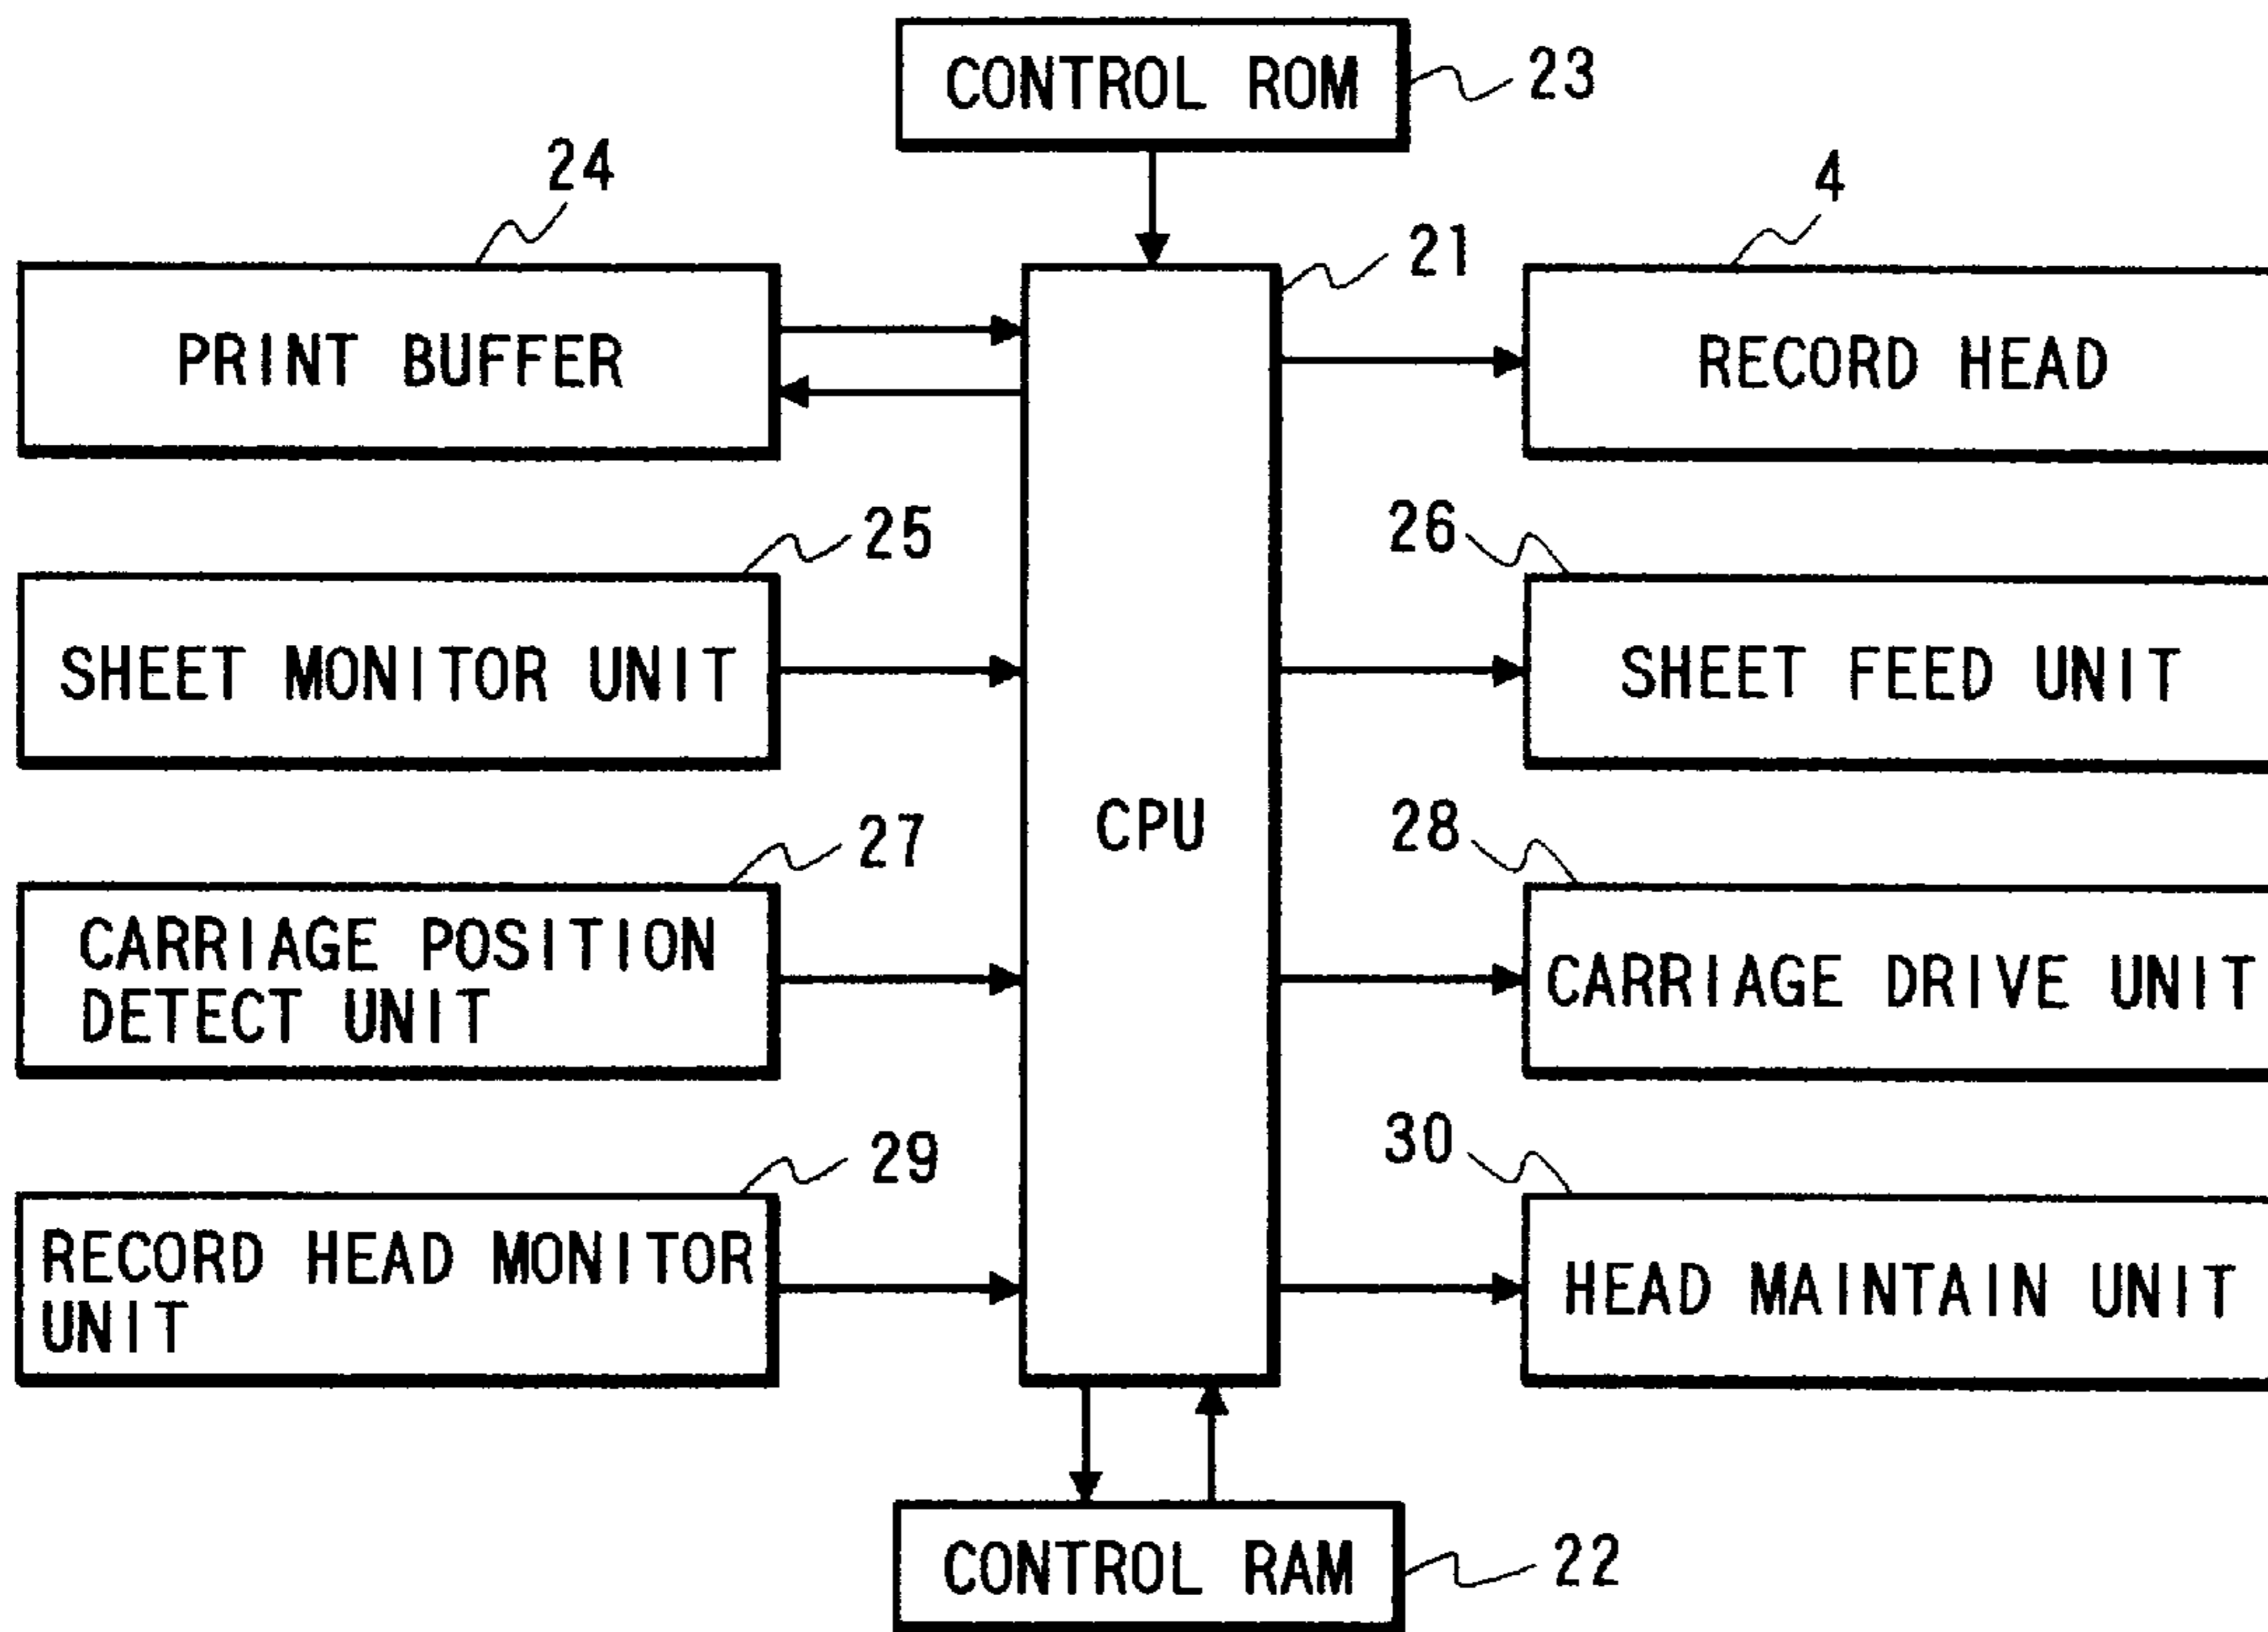 CONTROL ROM
23
24
4
21
PRINT BUFFER
RECORD HEAD
25
26
SHEET MONITOR UNIT
SHEET FEED UNIT
CPU
27
28
CARRIAGE POSITION
DETECT UNIT
CARRIAGE DRIVE UNIT
29
30
RECORD HEAD MONITOR
UNIT
HEAD MAINTAIN UNIT
CONTROL RAM
22